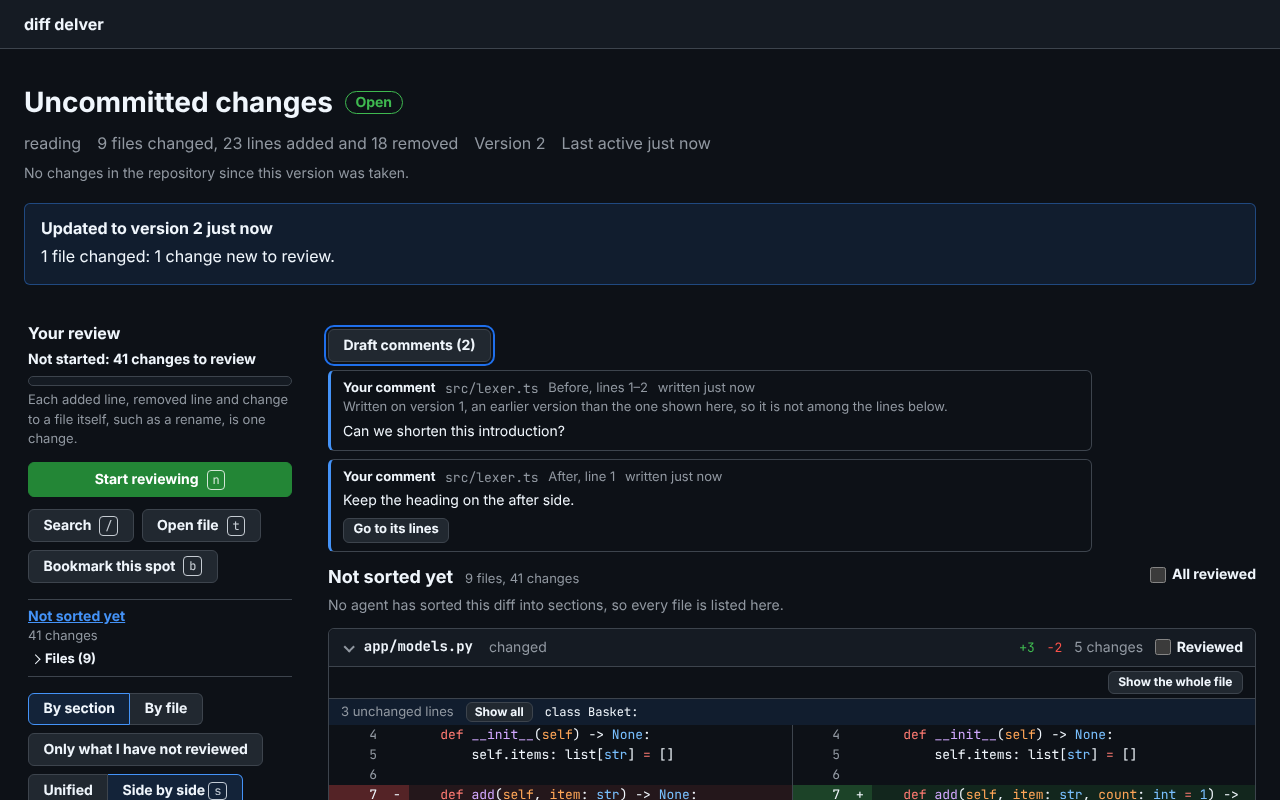 diff delver
Uncommitted changes Open
reading 9 files changed, 23 lines added and 18 removed Version 2 Last active just now
No changes in the repository since this version was taken.
Updated to version 2 just now
1 file changed: 1 change new to review.
Your review
Not started: 41 changes to review
Each added line, removed line and change
to a file itself, such as a rename, is one
change.
Start reviewing n
Search / Open file t
Bookmark this spot b
Not sorted yet
41 changes
Files (9)
By section By file
Only what I have not reviewed
Unified Side by side s
Draft comments (2)
Your comment src/lexer.ts Before, lines 1–2 written just now
Written on version 1, an earlier version than the one shown here, so it is not among the lines below.
Can we shorten this introduction?
Your comment src/lexer.ts After, line 1 written just now
Keep the heading on the after side.
Go to its lines
Not sorted yet 9 files, 41 changes All reviewed
No agent has sorted this diff into sections, so every file is listed here.
app/models.py changed +3 -2 5 changes Reviewed
Show the whole file
3 unchanged lines Show all class Basket:
4 def __init__(self) -> None: 4 def __init__(self) -> None:
5 self.items: list[str] = [] 5 self.items: list[str] = []
6 6
7 - def add(self, item: str) -> None: 7 + def add(self, item: str, count: int = 1) ->